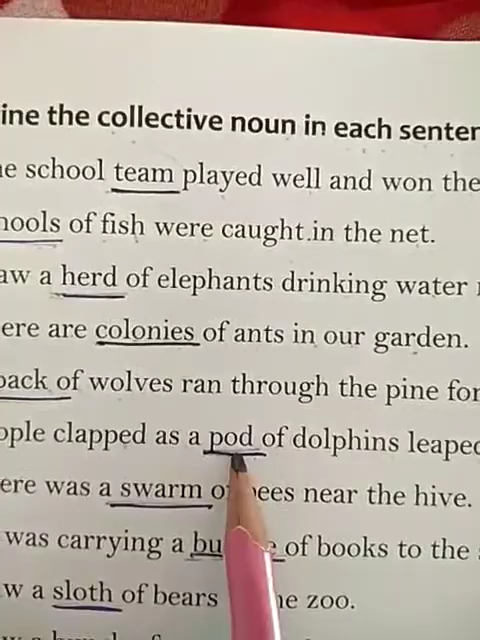 ine the collective noun in each senten
e school team played well and won the
hools of fish were caught.in the net.
aw a herd of elephants drinking water
ere are colonies of ants in our garden.
pack of wolves ran through the pine for
ople clapped as a pod of dolphins leaped
ere was a swarm of bees near the hive.
was carrying a bu e of books to the
w a sloth of bears he zoo.